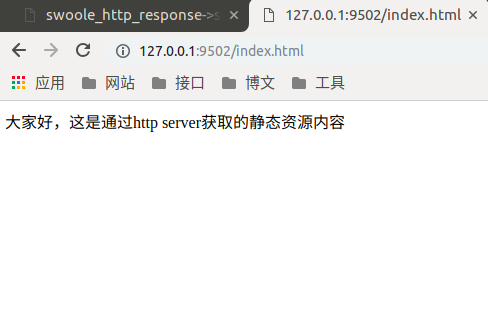 swoole_http_response->s
127.0.0.1:9502/index.html
127.0.0.1:9502/index.html
应用 网站 接口 博文 工具
大家好，这是通过http server获取的静态资源内容